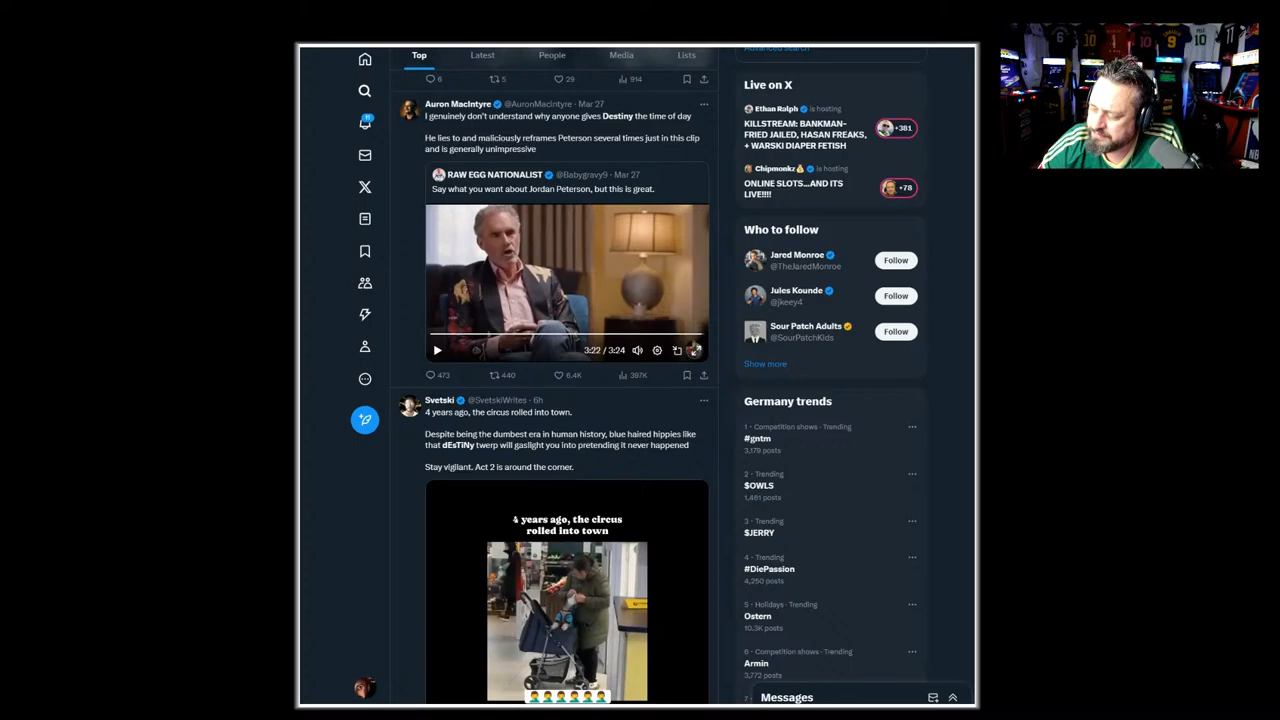 Top
Latest
People
Media
Lists
6
5
29
914
Auron MacIntyre @AuronMacIntyre · Mar 27
I genuinely don't understand why anyone gives Destiny the time of day
He lies to and maliciously reframes Peterson several times just in this clip
and is generally unimpressive
RAW EGG NATIONALIST @Babygravy9 · Mar 27
Say what you want about Jordan Peterson, but this is great.
3:22 / 3:24
473
440
6.4K
397K
Svetski @SvetskiWrites · 6h
4 years ago, the circus rolled into town.
Despite being the dumbest era in human history, blue haired hippies like
that dEsTiNy twerp will gaslight you into pretending it never happened
Stay vigilant. Act 2 is around the corner.
4 years ago, the circus
rolled into town
Advanced search
Live on X
Ethan Ralph is hosting
KILLSTREAM: BANKMAN-
FRIED JAILED, HASAN FREAKS,
+ WARSKI DIAPER FETISH
+381
Chipmonkz is hosting
ONLINE SLOTS...AND ITS
LIVE!!!!
+78
Who to follow
Jared Monroe
@TheJaredMonroe
Follow
Jules Kounde
@jkeey4
Follow
Sour Patch Adults
@SourPatchKids
Follow
Show more
Germany trends
1 · Competition shows · Trending
#gntm
3,179 posts
2 · Trending
$OWLS
1,481 posts
3 · Trending
$JERRY
4 · Trending
#DiePassion
4,250 posts
5 · Holidays · Trending
Ostern
10.3K posts
6 · Competition shows · Trending
Armin
3,772 posts
7
Messages